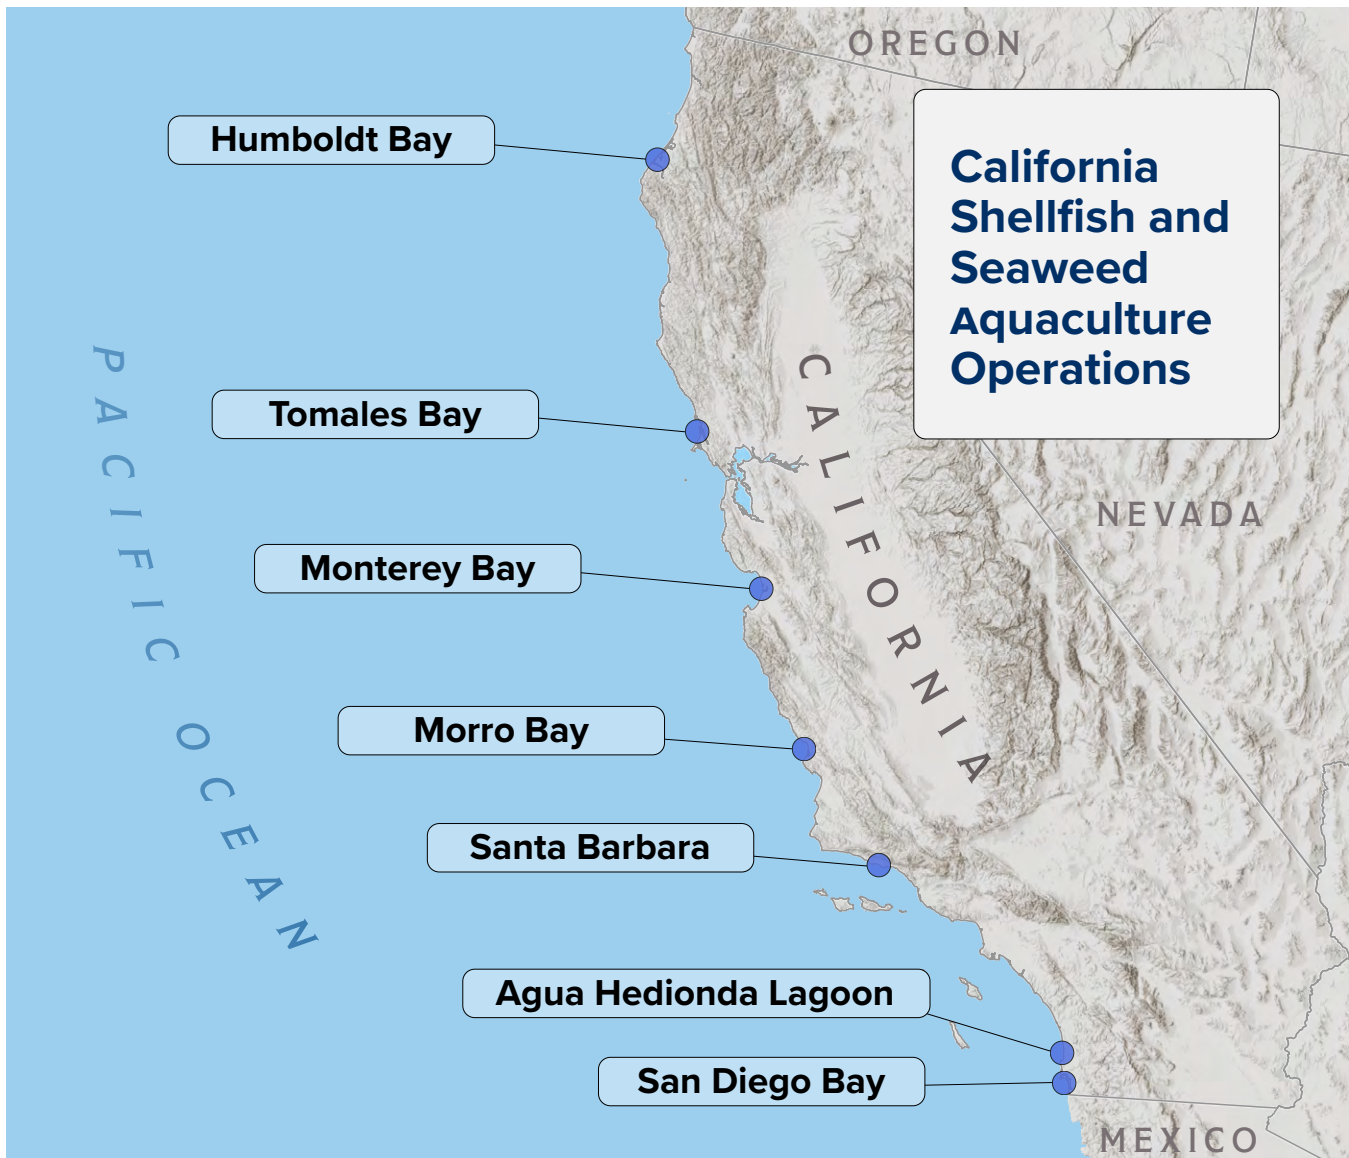 OREGON
California
Shellfish and
Seaweed
Aquaculture
Operations
Humboldt Bay
Tomales Bay
Monterey Bay
Morro Bay
Santa Barbara
Agua Hedionda Lagoon
San Diego Bay
PACIFIC OCEAN
CALIFORNIA
NEVADA
MEXICO